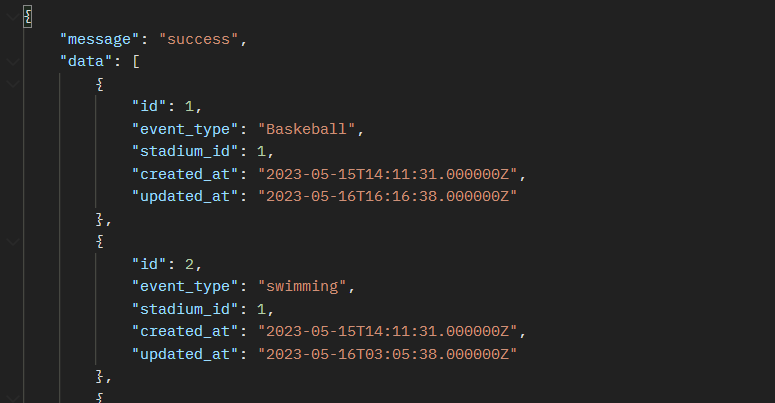 {
"message": "success",
"data": [
{
"id": 1,
"event_type": "Baskeball",
"stadium_id": 1,
"created_at": "2023-05-15T14:11:31.000000Z",
"updated_at": "2023-05-16T16:16:38.000000Z"
},
{
"id": 2,
"event_type": "swimming",
"stadium_id": 1,
"created_at": "2023-05-15T14:11:31.000000Z",
"updated_at": "2023-05-16T03:05:38.000000Z"
},
{